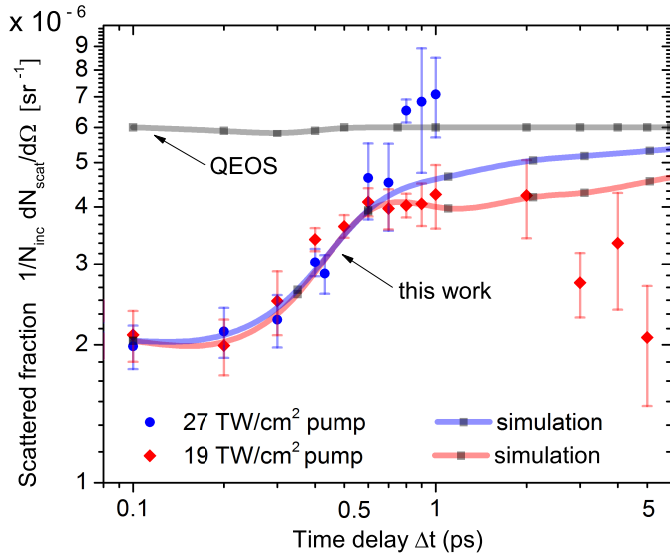 x 10⁻⁶
9
8
7
6
5
4
3
2
1
Scattered fraction 1/N_inc dN_scat/dΩ [sr⁻¹]
QEOS
this work
27 TW/cm² pump
simulation
19 TW/cm² pump
simulation
0.1
0.5
1
5
Time delay Δt (ps)